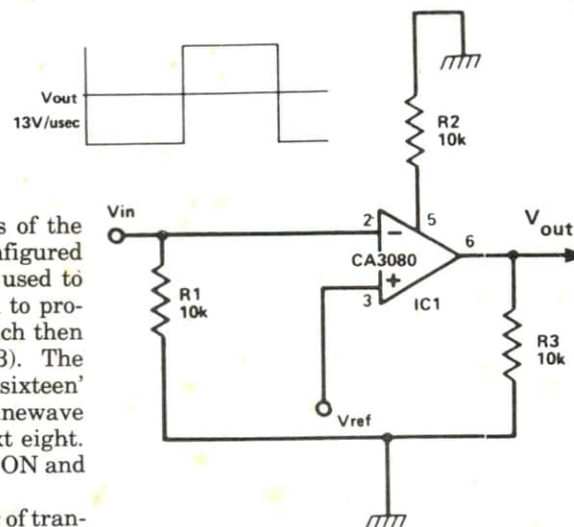 Vout
13V/usec
R2
10k
Vin
2
−
5
6
Vout
CA3080
+
3
IC1
R1
10k
R3
10k
Vref
s of the
nfigured
used to
to pro-
ch then
3). The
sixteen'
newave
xt eight.
ON and
of tran-